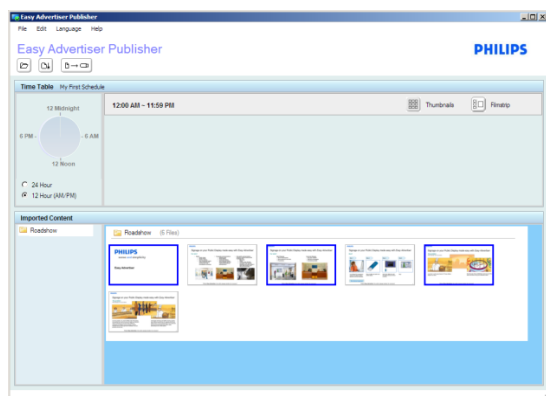 Easy Advertiser Publisher
File Edit Language Help
Easy Advertiser Publisher
PHILIPS
Time Table My First Schedule
12 Midnight
12:00 AM ~ 11:59 PM
Thumbnails
Filmstrip
6 PM -
- 6 AM
12 Noon
24 Hour
12 Hour (AM/PM)
Imported Content
Roadshow
Roadshow (6 Files)
PHILIPS
Easy Advertiser